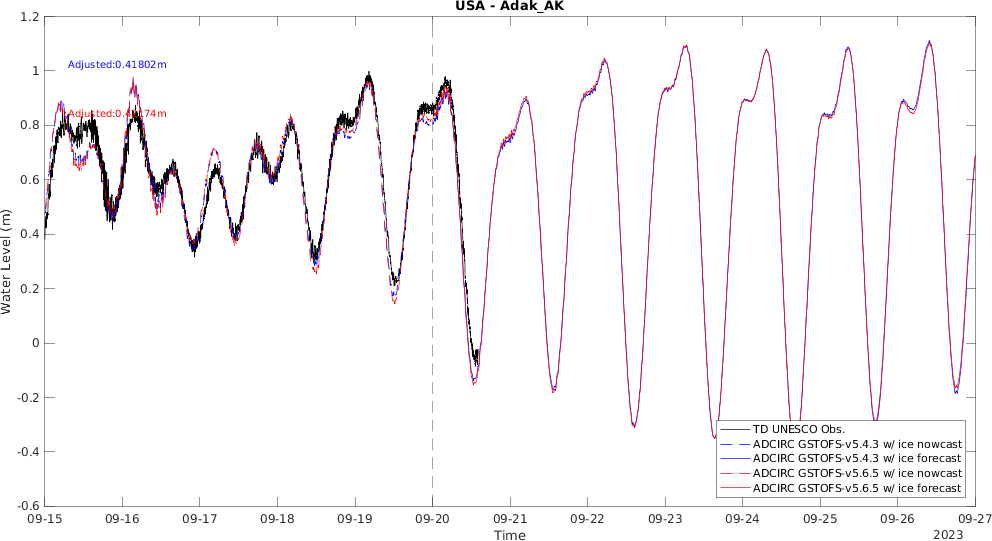 USA - Adak_AK
1.2
1
0.8
0.6
0.4
0.2
0
-0.2
-0.4
-0.6
Water Level (m)
Adjusted:0.41802m
TD UNESCO Obs.
ADCIRC GSTOFS-v5.4.3 w/ ice nowcast
ADCIRC GSTOFS-v5.4.3 w/ ice forecast
ADCIRC GSTOFS-v5.6.5 w/ ice nowcast
ADCIRC GSTOFS-v5.6.5 w/ ice forecast
09-15 09-16 09-17 09-18 09-19 09-20 09-21 09-22 09-23 09-24 09-25 09-26 09-27
Time
2023